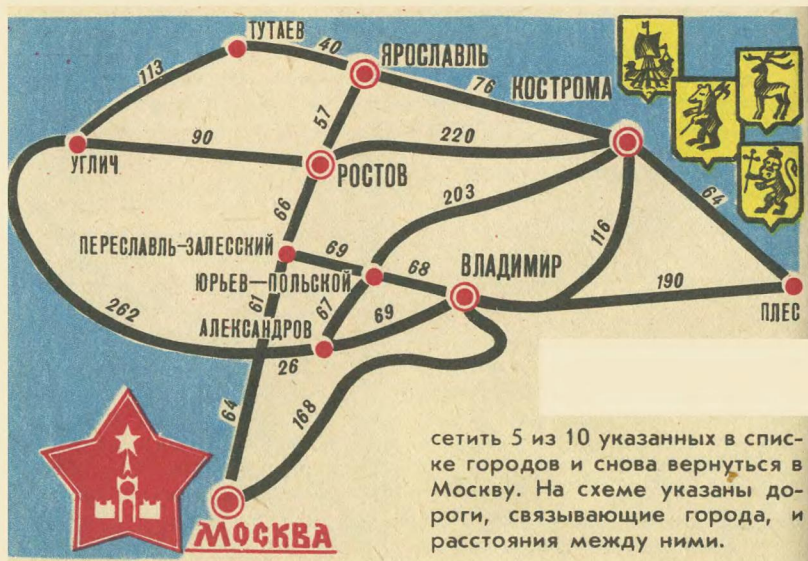 ТУТАЕВ
40
ЯРОСЛАВЛЬ
113
76
КОСТРОМА
57
90
220
УГЛИЧ
РОСТОВ
203
64
66
116
ПЕРЕСЛАВЛЬ-ЗАЛЕССКИЙ
69
68
ВЛАДИМИР
ЮРЬЕВ-ПОЛЬСКОЙ
190
61
67
69
262
АЛЕКСАНДРОВ
ПЛЕС
26
64
168
МОСКВА
сетить 5 из 10 указанных в спис-
ке городов и снова вернуться в
Москву. На схеме указаны до-
роги, связывающие города, и
расстояния между ними.